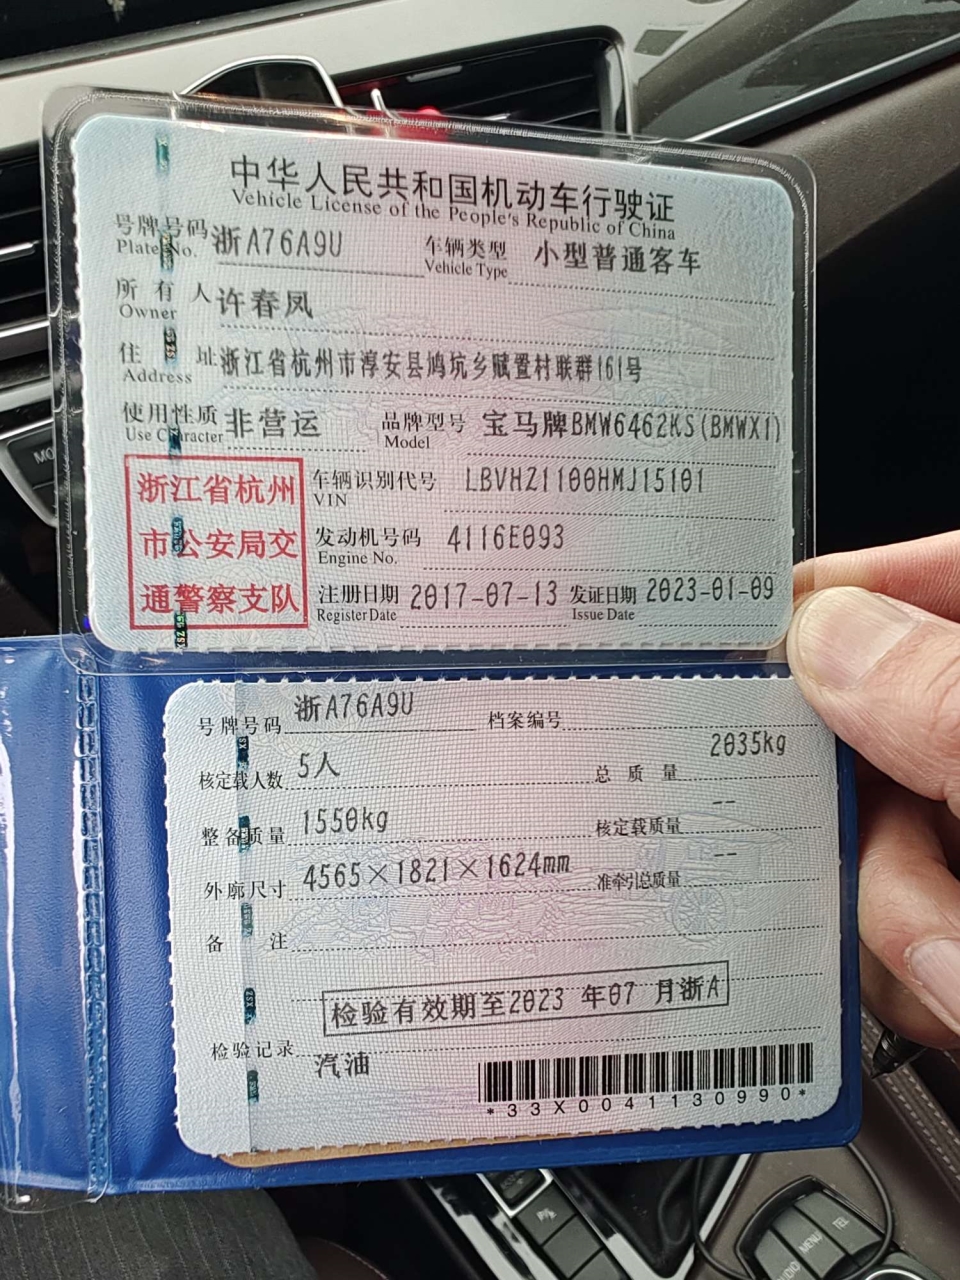 中华人民共和国机动车行驶证
Vehicle License of the People's Republic of China
号牌号码 浙A76A9U 车辆类型 小型普通客车
Plate No. Vehicle Type
所有人 许春凤
Owner
住址 浙江省杭州市淳安县鸿坑乡赋置村联群161号
Address
使用性质 非营运 品牌型号 宝马牌BMW6462KS(BMWX1)
Use Character Model
浙江省杭州
市公安局交
通警察支队
车辆识别代号 LBVHZ1100HMJ15101
VIN
发动机号码 4116E093
Engine No.
注册日期 2017-07-13 发证日期 2023-01-09
Register Date Issue Date
号牌号码 浙A76A9U 档案编号
核定载人数 5人 总质量 2035kg
整备质量 1550kg 核定载质量 --
外廓尺寸 4565×1821×1624mm 准牵引总质量 --
备注
检验有效期至2023 年07 月浙A
检验记录
汽油
*33X0041130990*
MENU
TEL